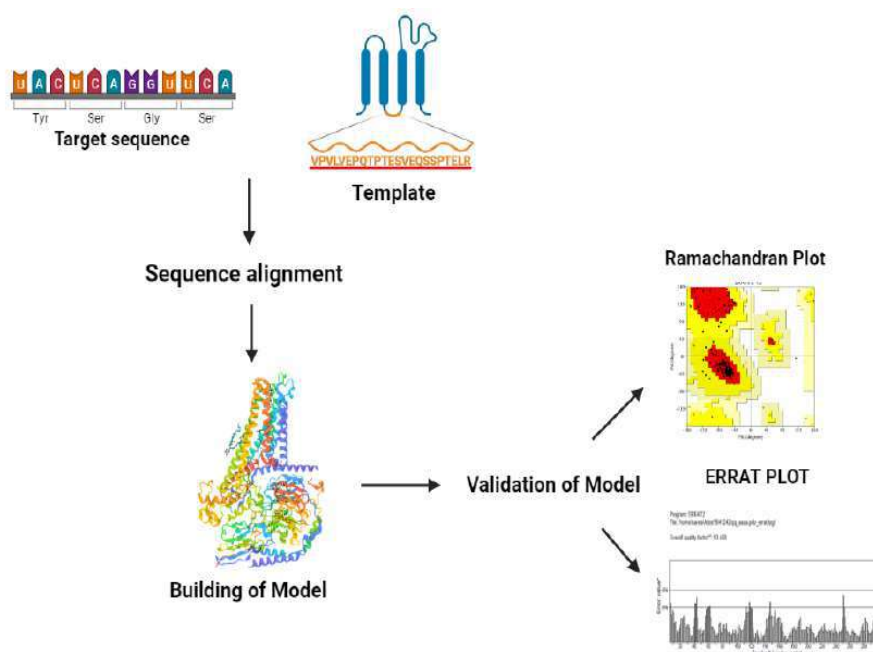 U A C U C A G G U U C A
Tyr Ser Gly Ser
Target sequence
VPVLVEPQTPTESVEQSSPTELR
Template
Sequence alignment
Building of Model
Validation of Model
Ramachandran Plot
ERRAT PLOT